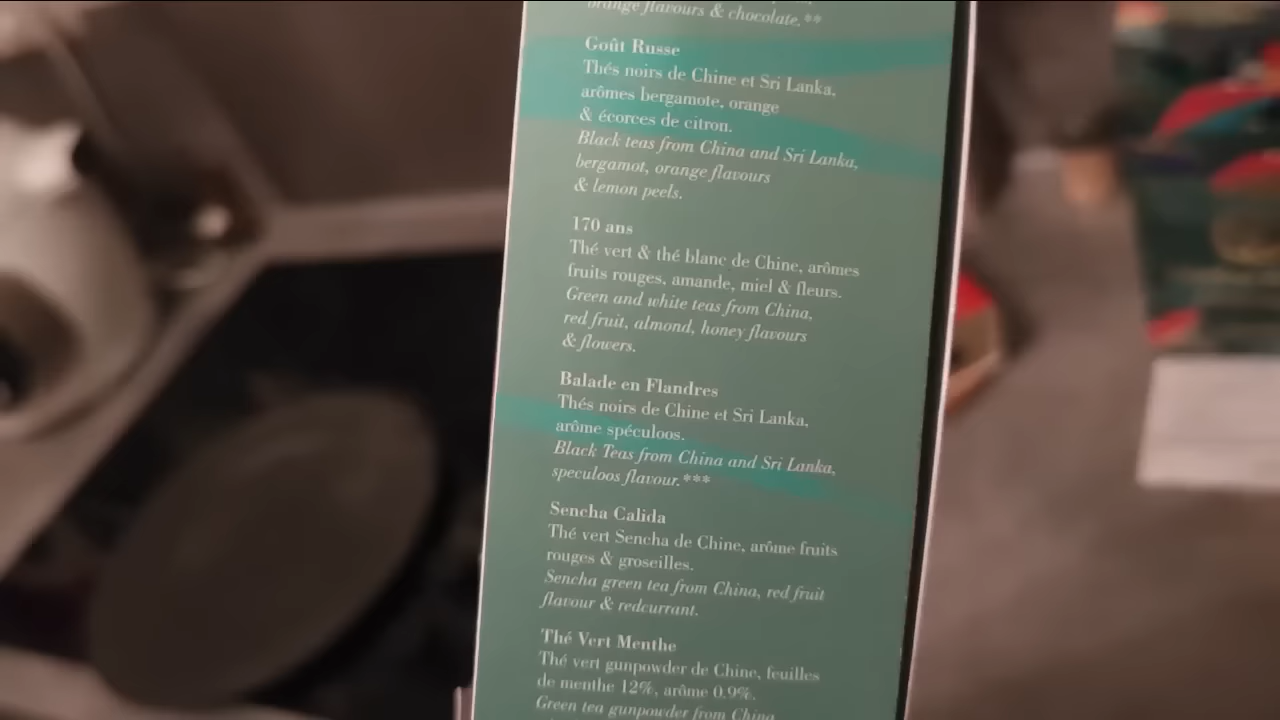 orange flavours & chocolate.**
Goût Russe
Thés noirs de Chine et Sri Lanka,
arômes bergamote, orange
& écorces de citron.
Black teas from China and Sri Lanka,
bergamot, orange flavours
& lemon peels.
170 ans
Thé vert & thé blanc de Chine, arômes
fruits rouges, amande, miel & fleurs.
Green and white teas from China,
red fruit, almond, honey flavours
& flowers.
Balade en Flandres
Thés noirs de Chine et Sri Lanka,
arôme spéculoos.
Black Teas from China and Sri Lanka,
speculoos flavour.***
Sencha Calida
Thé vert Sencha de Chine, arôme fruits
rouges & groseilles.
Sencha green tea from China, red fruit
flavour & redcurrant.
Thé Vert Menthe
Thé vert gunpowder de Chine, feuilles
de menthe 12%, arôme 0.9%.
Green tea gunpowder from China